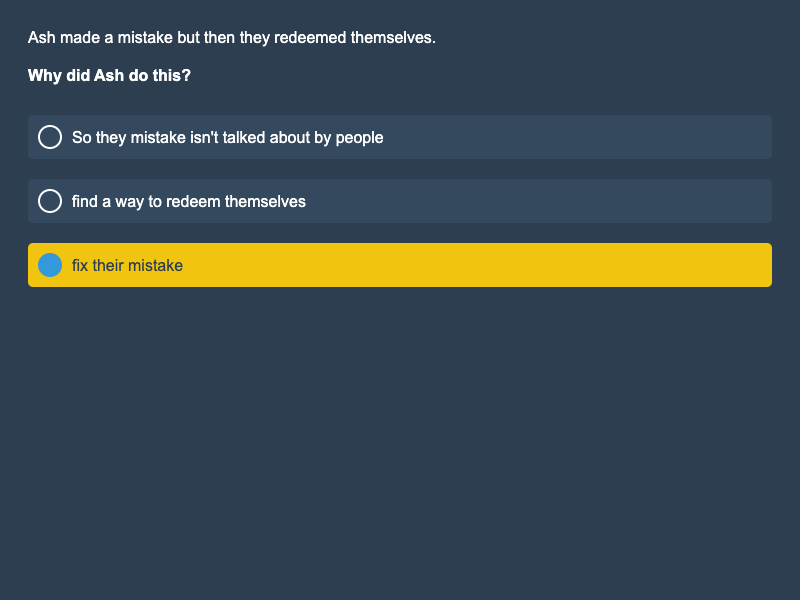 Ash made a mistake but then they redeemed themselves.
Why did Ash do this?
So they mistake isn't talked about by people
find a way to redeem themselves
fix their mistake